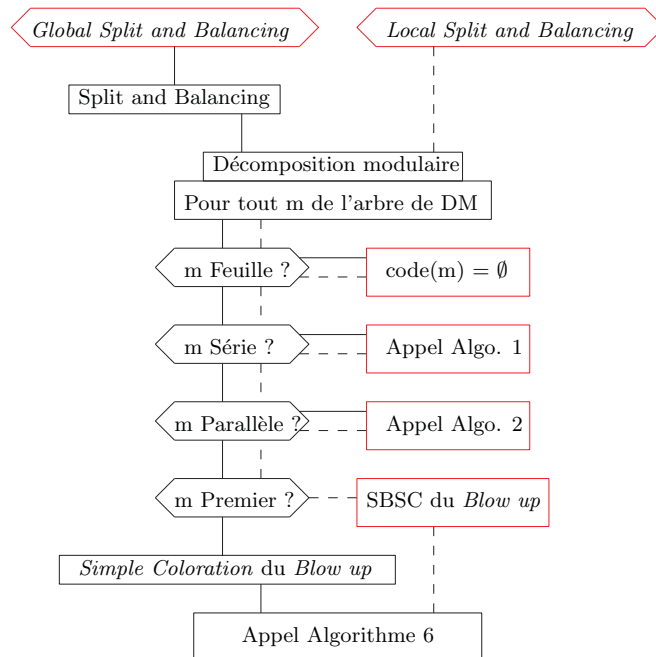 Global Split and Balancing
Local Split and Balancing
Split and Balancing
Décomposition modulaire
Pour tout m de l'arbre de DM
m Feuille ?
code(m) = ∅
m Série ?
Appel Algo. 1
m Parallèle ?
Appel Algo. 2
m Premier ?
SBSC du Blow up
Simple Coloration du Blow up
Appel Algorithme 6